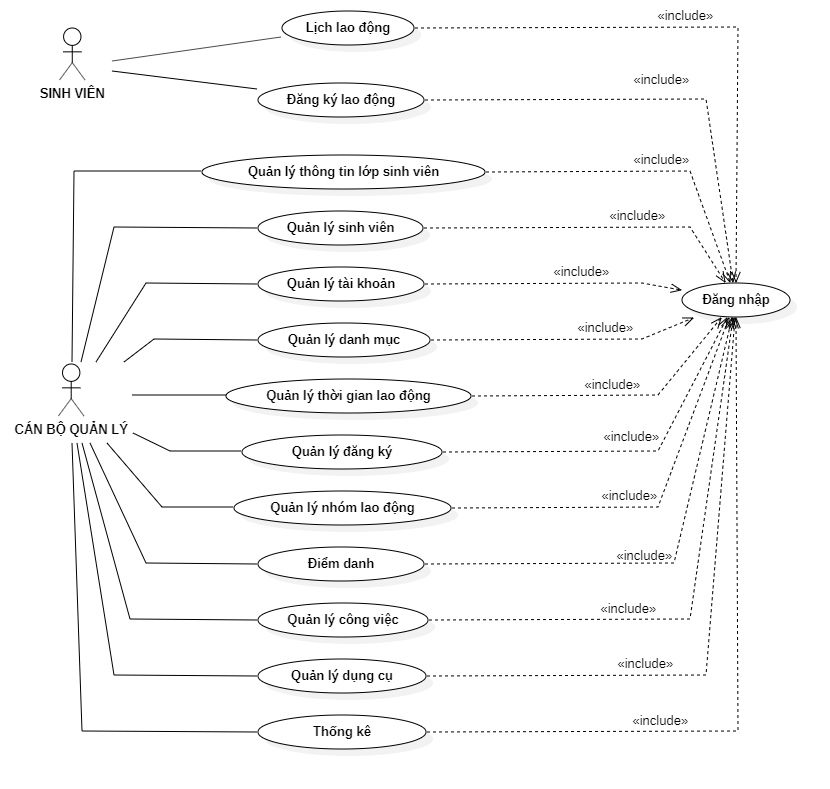 Lịch lao động
«include»
SINH VIÊN
Đăng ký lao động
«include»
Quản lý thông tin lớp sinh viên
«include»
Quản lý sinh viên
«include»
Quản lý tài khoản
«include»
Đăng nhập
Quản lý danh mục
«include»
Quản lý thời gian lao động
«include»
CÁN BỘ QUẢN LÝ
Quản lý đăng ký
«include»
Quản lý nhóm lao động
«include»
Điểm danh
«include»
Quản lý công việc
«include»
Quản lý dụng cụ
«include»
Thống kê
«include»